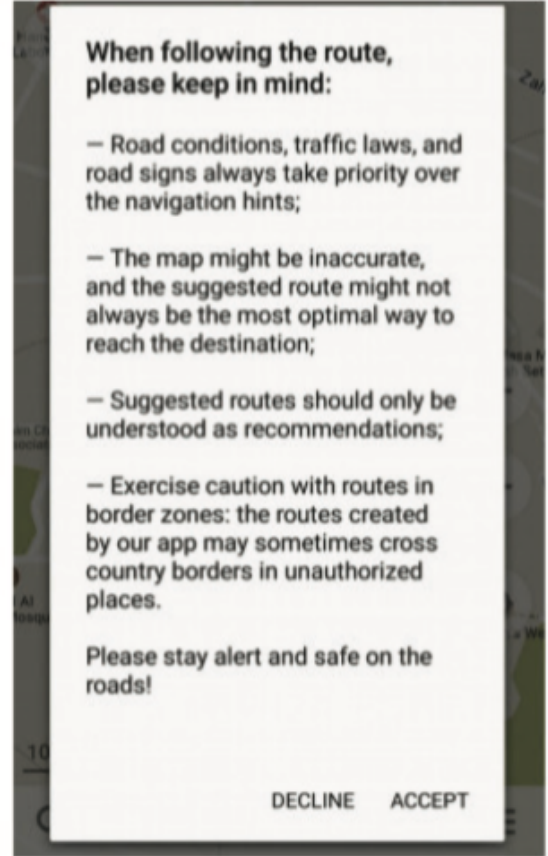 When following the route,
please keep in mind:
— Road conditions, traffic laws, and
road signs always take priority over
the navigation hints;
— The map might be inaccurate,
and the suggested route might not
always be the most optimal way to
reach the destination;
— Suggested routes should only be
understood as recommendations;
— Exercise caution with routes in
border zones: the routes created
by our app may sometimes cross
country borders in unauthorized
places.
Please stay alert and safe on the
roads!
10
DECLINE ACCEPT